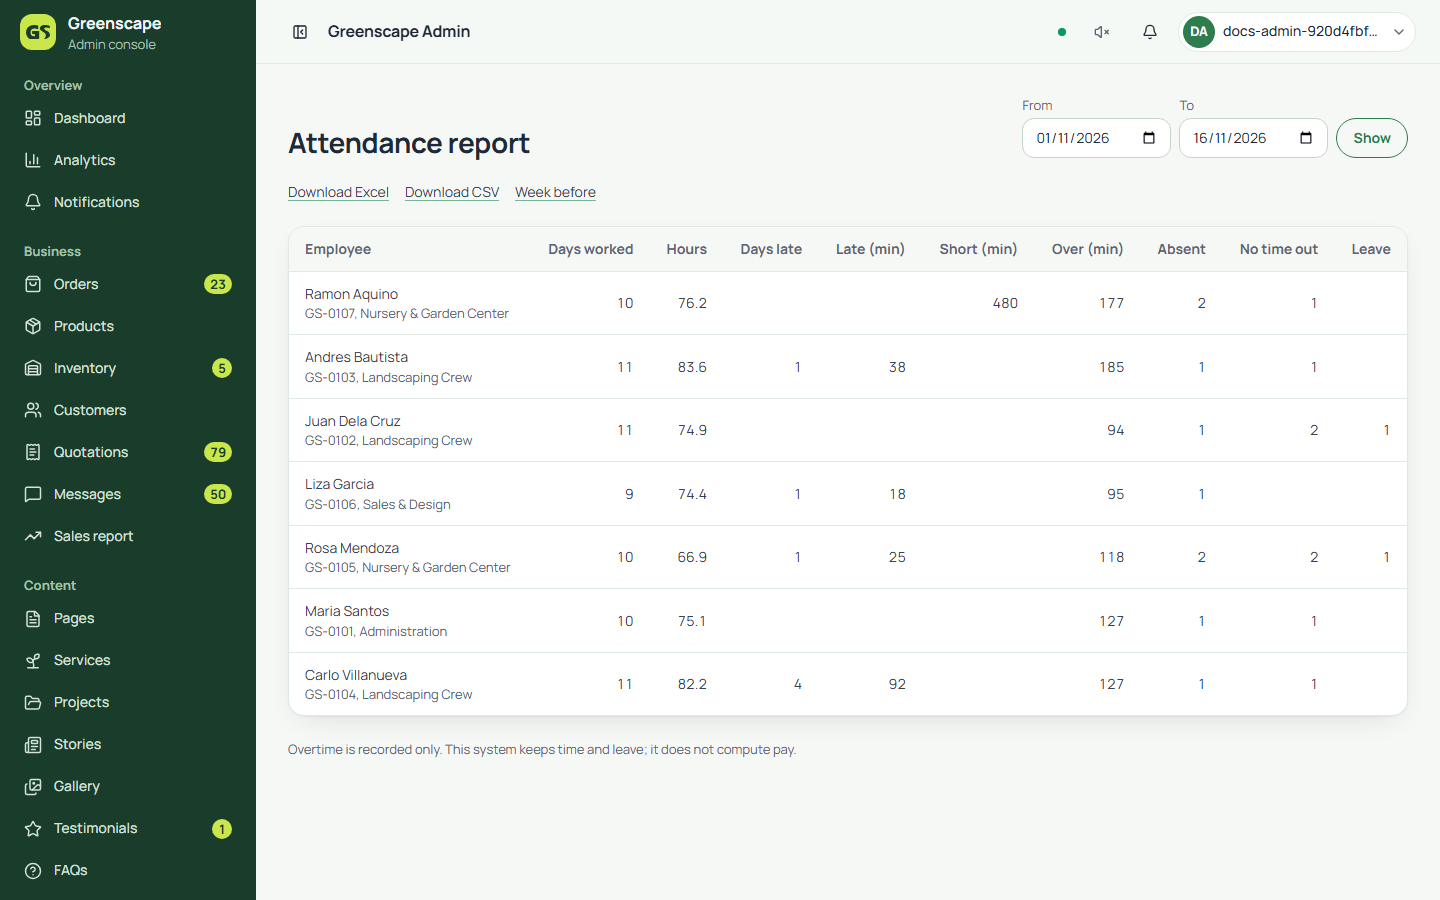 GS
Greenscape
Admin console
Overview
Dashboard
Analytics
Notifications
Business
Orders 23
Products
Inventory 5
Customers
Quotations 79
Messages 50
Sales report
Content
Pages
Services
Projects
Stories
Gallery
Testimonials 1
FAQs
Greenscape Admin
DA docs-admin-920d4fbf...
Attendance report
From To
01/11/2026 16/11/2026 Show
Download Excel Download CSV Week before
Employee Days worked Hours Days late Late (min) Short (min) Over (min) Absent No time out Leave
Ramon Aquino
GS-0107, Nursery & Garden Center 10 76.2 480 177 2 1
Andres Bautista
GS-0103, Landscaping Crew 11 83.6 1 38 185 1 1
Juan Dela Cruz
GS-0102, Landscaping Crew 11 74.9 94 1 2 1
Liza Garcia
GS-0106, Sales & Design 9 74.4 1 18 95 1
Rosa Mendoza
GS-0105, Nursery & Garden Center 10 66.9 1 25 118 2 2 1
Maria Santos
GS-0101, Administration 10 75.1 127 1 1
Carlo Villanueva
GS-0104, Landscaping Crew 11 82.2 4 92 127 1 1
Overtime is recorded only. This system keeps time and leave; it does not compute pay.